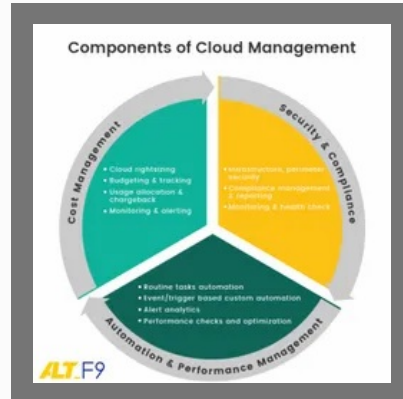 Components of Cloud Management
Cost Management
• Cloud rightsizing
• Budgeting & tracking
• Usage allocation &
chargeback
• Monitoring & alerting
Security & Compliance
• Infrastructure, perimeter
security
• Compliance management
& reporting
• Monitoring & health check
• Routine tasks automation
• Event/trigger based custom automation
• Alert analytics
• Performance checks and optimization
Automation & Performance Management
ALT_F9